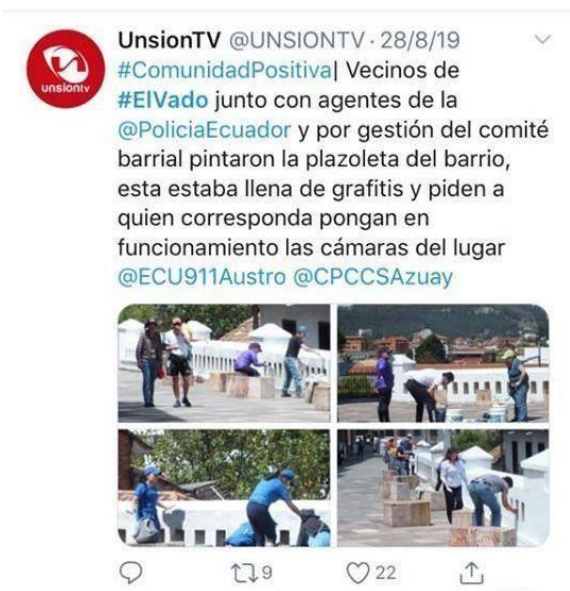 UnsionTV @UNSIONTV · 28/8/19
unsiontv
#ComunidadPositiva| Vecinos de
#ElVado junto con agentes de la
@PoliciaEcuador y por gestión del comité
barrial pintaron la plazoleta del barrio,
esta estaba llena de grafitis y piden a
quien corresponda pongan en
funcionamiento las cámaras del lugar
@ECU911Austro @CPCCSAzuay
9
22